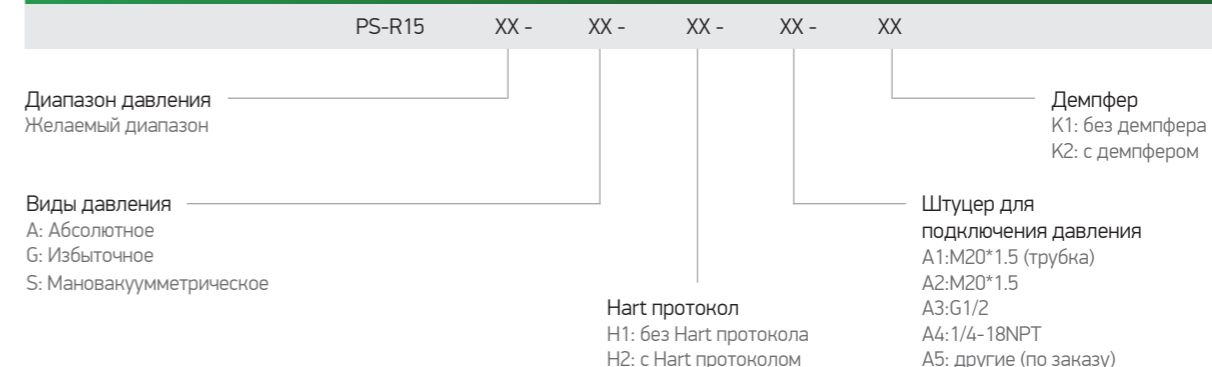 PS-R15 XX - XX - XX - XX - XX
Диапазон давления
Желаемый диапазон
Виды давления
A: Абсолютное
G: Избыточное
S: Мановакуумметрическое
Hart протокол
H1: без Hart протокола
H2: с Hart протоколом
Штуцер для
подключения давления
A1:M20*1.5 (трубка)
A2:M20*1.5
A3:G1/2
A4:1/4-18NPT
A5: другие (по заказу)
Демпфер
K1: без демпфера
K2: с демпфером